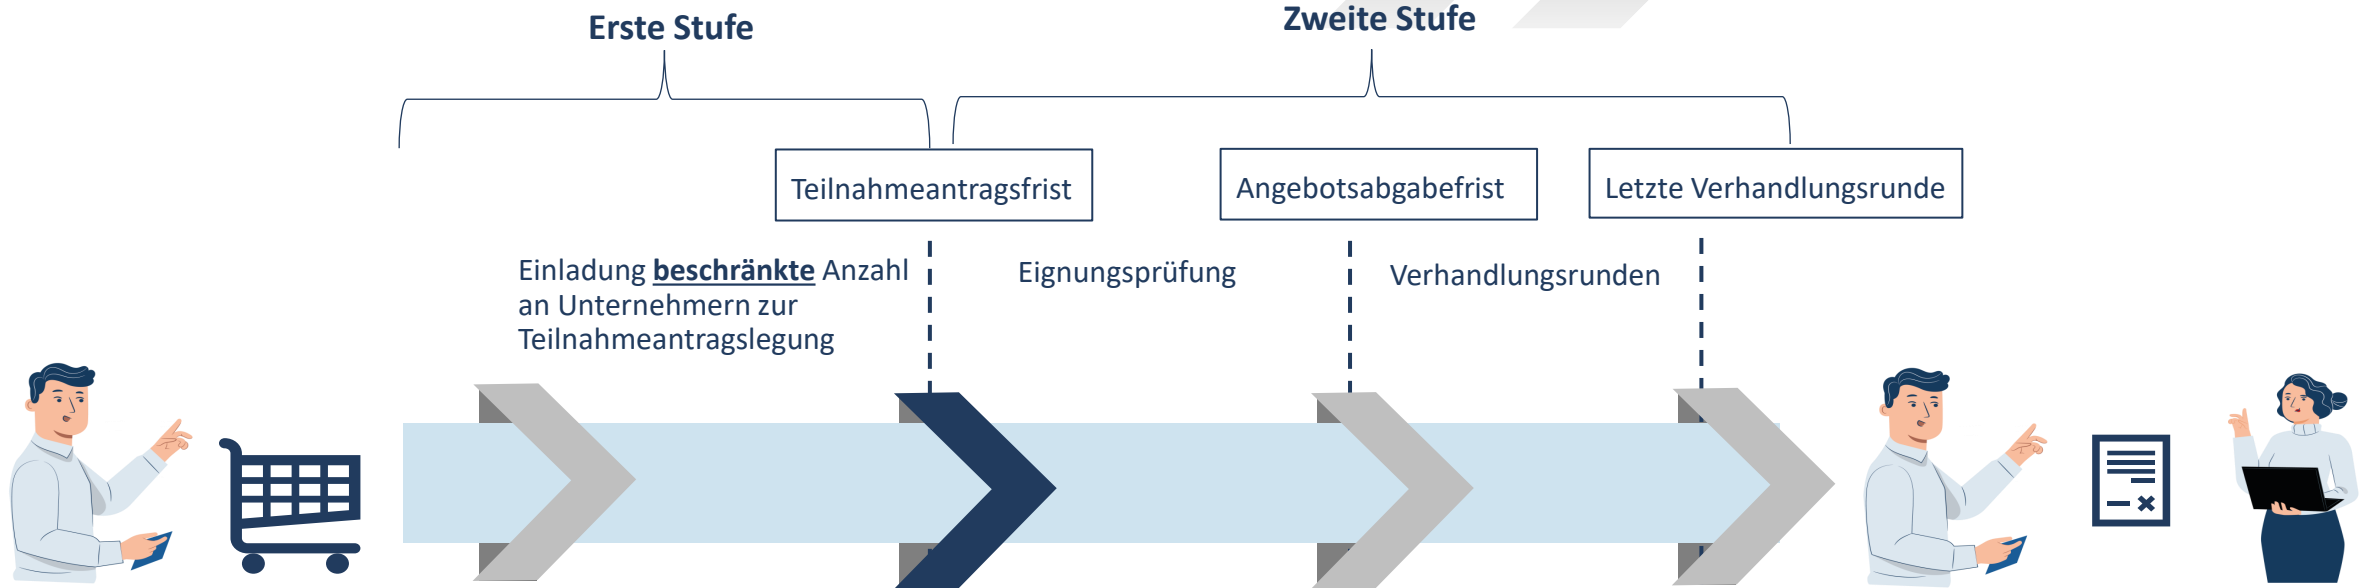 Erste Stufe
Zweite Stufe
Teilnahmeantragsfrist
Angebotsabgabefrist
Letzte Verhandlungsrunde
Einladung beschränkte Anzahl
an Unternehmern zur
Teilnahmeantragslegung
Eignungsprüfung
Verhandlungsrunden